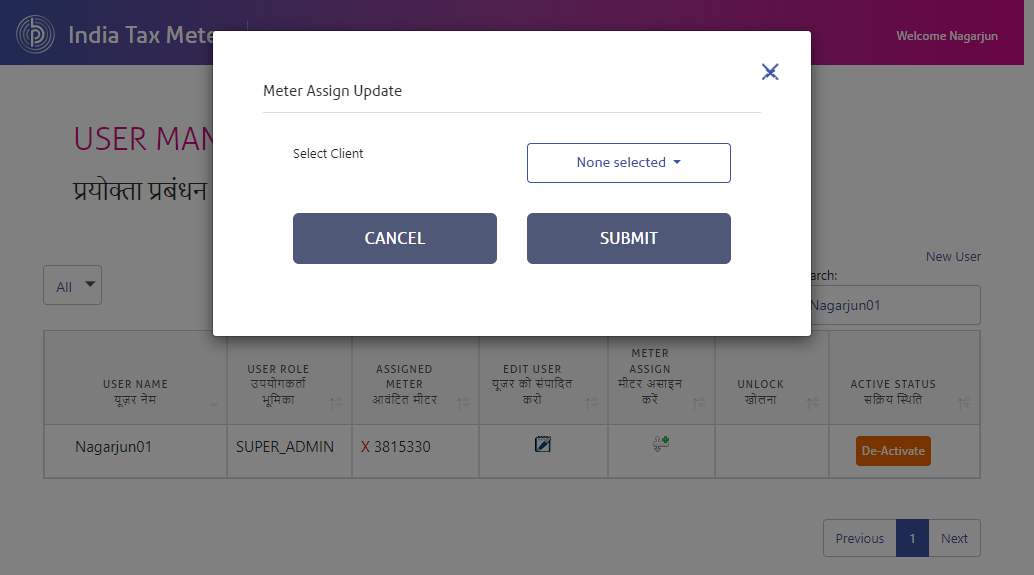 India Tax Mete
Welcome Nagarjun
Meter Assign Update
Select Client
None selected
CANCEL
SUBMIT
USER MAN
प्रयोक्ता प्रबंधन
New User
All
arch:
Nagarjun01
USER NAME
यूज़र नेम
USER ROLE
उपयोगकर्ता
भूमिका
ASSIGNED
METER
आवंटित मीटर
EDIT USER
यूजर को संपादित
करो
METER
ASSIGN
मीटर असाइन
करें
UNLOCK
खोलना
ACTIVE STATUS
सक्रिय स्थिति
Nagarjun01
SUPER_ADMIN
X 3815330
De-Activate
Previous
1
Next